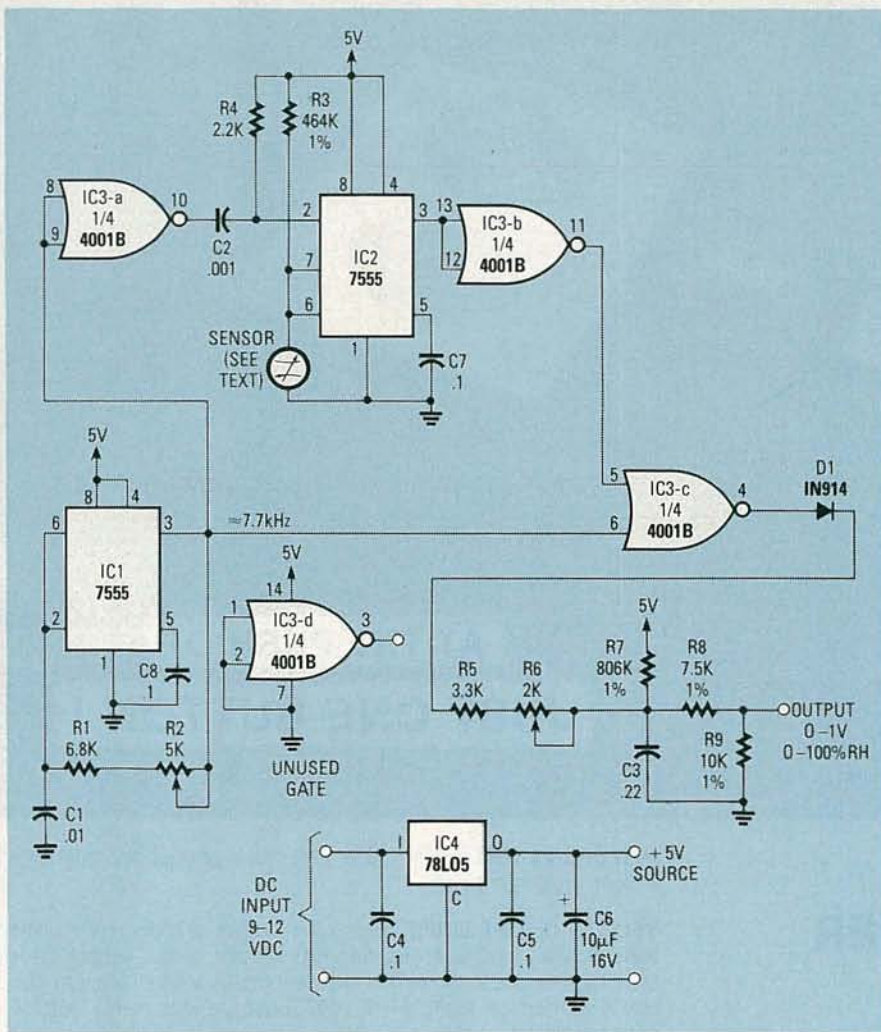 5V
R4
2.2K
R3
464K
1%
8
4
8
9
IC3-a
1/4
4001B
10
C2
.001
2
7
6
IC2
7555
3
5
1
13
12
IC3-b
1/4
4001B
11
SENSOR
(SEE
TEXT)
C7
.1
5V
8
4
6
3
≈7.7kHz
IC1
7555
2
5
1
C8
.1
R1
6.8K
R2
5K
C1
.01
5V
14
1
2
IC3-d
1/4
4001B
3
7
UNUSED
GATE
5
6
IC3-c
1/4
4001B
4
D1
IN914
5V
R5
3.3K
R6
2K
R7
806K
1%
R8
7.5K
1%
OUTPUT
0–1V
0–100%RH
C3
.22
R9
10K
1%
DC
INPUT
9–12
VDC
I
IC4
78LO5
O
C
+5V
SOURCE
C4
.1
C5
.1
+
C6
10μF
16V